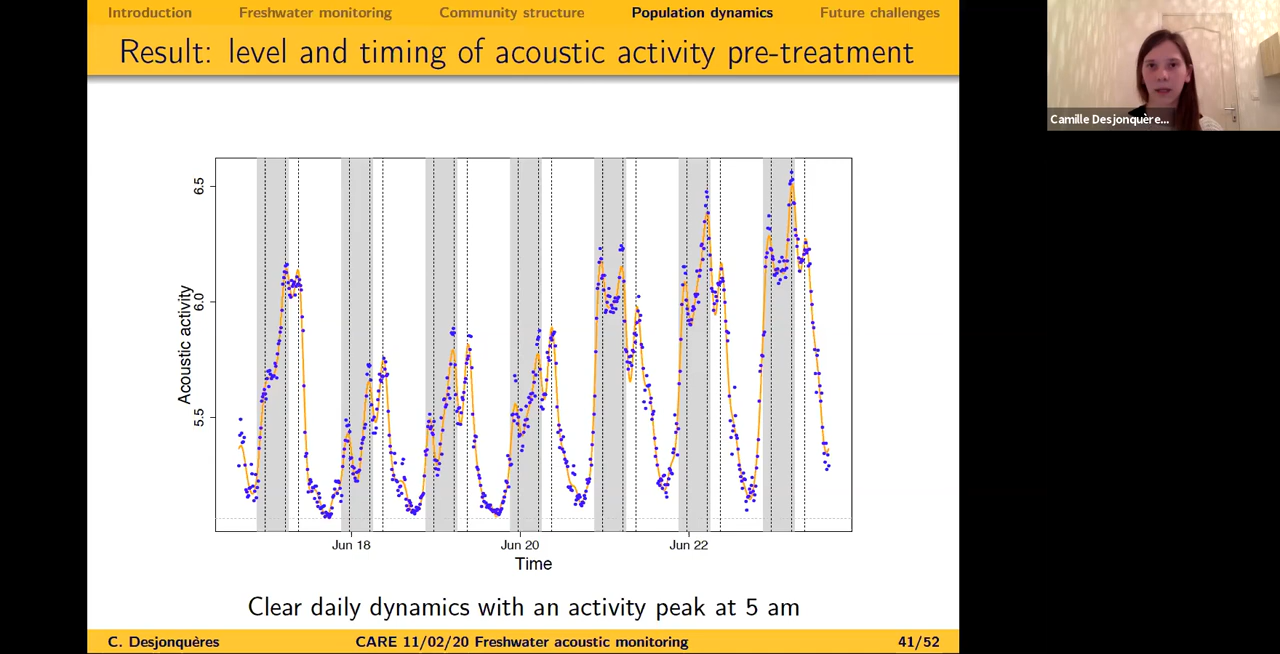 Introduction Freshwater monitoring Community structure Population dynamics Future challenges
Result: level and timing of acoustic activity pre-treatment
Camille Desjonquère...
6.5
6.0
5.5
Acoustic activity
Jun 18 Jun 20 Jun 22
Time
Clear daily dynamics with an activity peak at 5 am
C. Desjonquères CARE 11/02/20 Freshwater acoustic monitoring 41/52